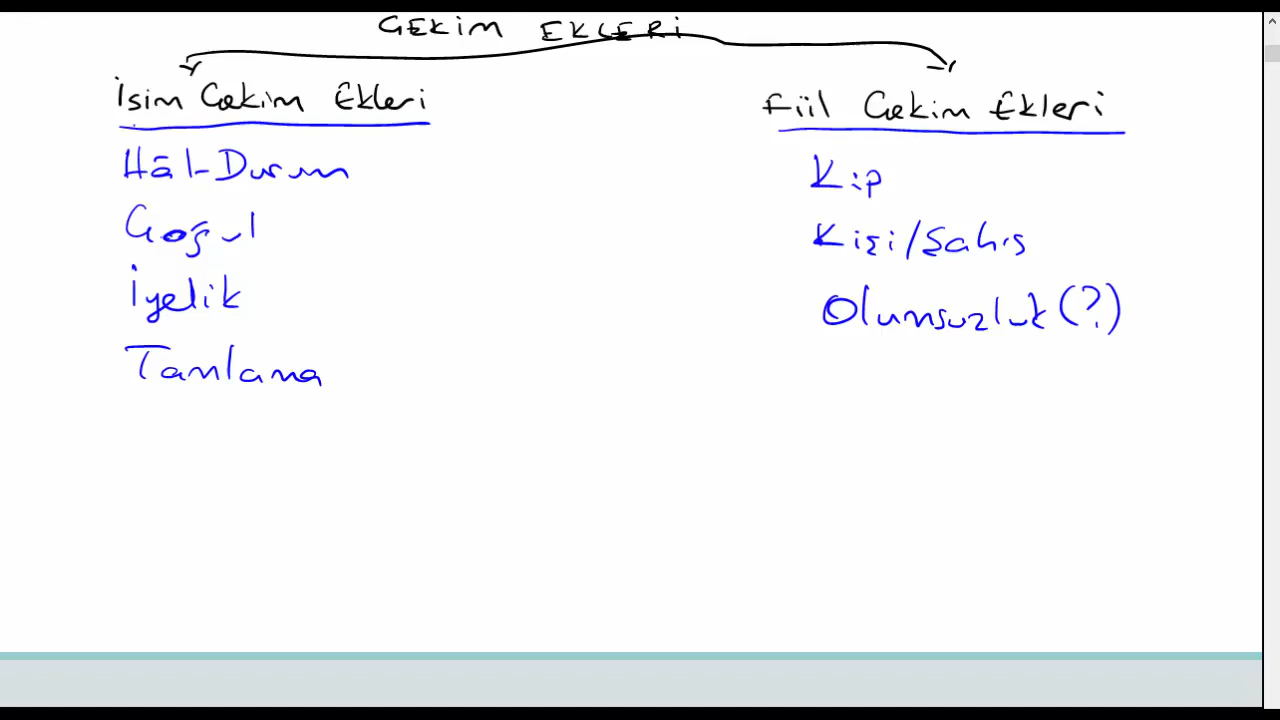 ÇEKİM EKLERİ
İsim Çekim Ekleri
Hâl-Durum
Çoğul
İyelik
Tamlama
Fiil Çekim Ekleri
Kip
Kişi/Şahıs
Olumsuzluk (?)